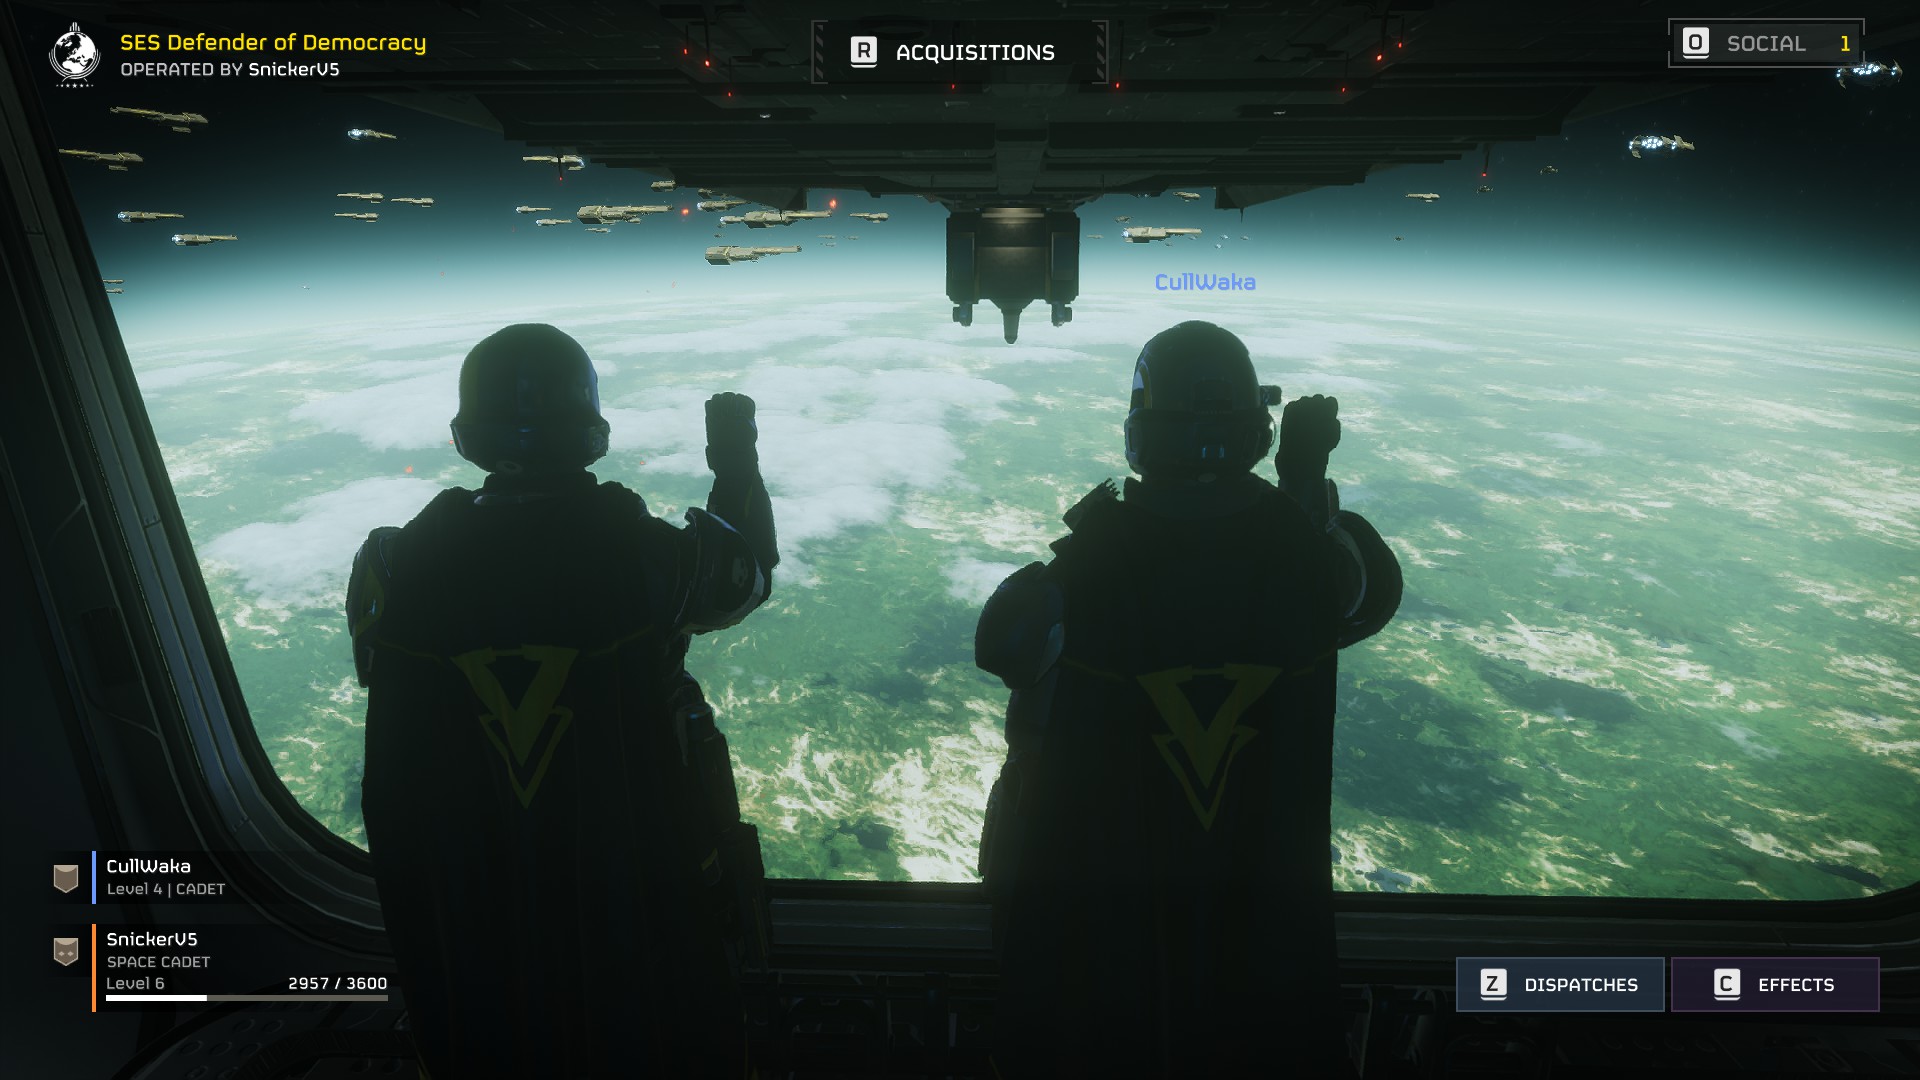 SES Defender of Democracy
OPERATED BY SnickerV5
R ACQUISITIONS
O SOCIAL 1
CullWaka
CullWaka
Level 4 | CADET
SnickerV5
SPACE CADET
Level 6 2957 / 3600
Z DISPATCHES
C EFFECTS